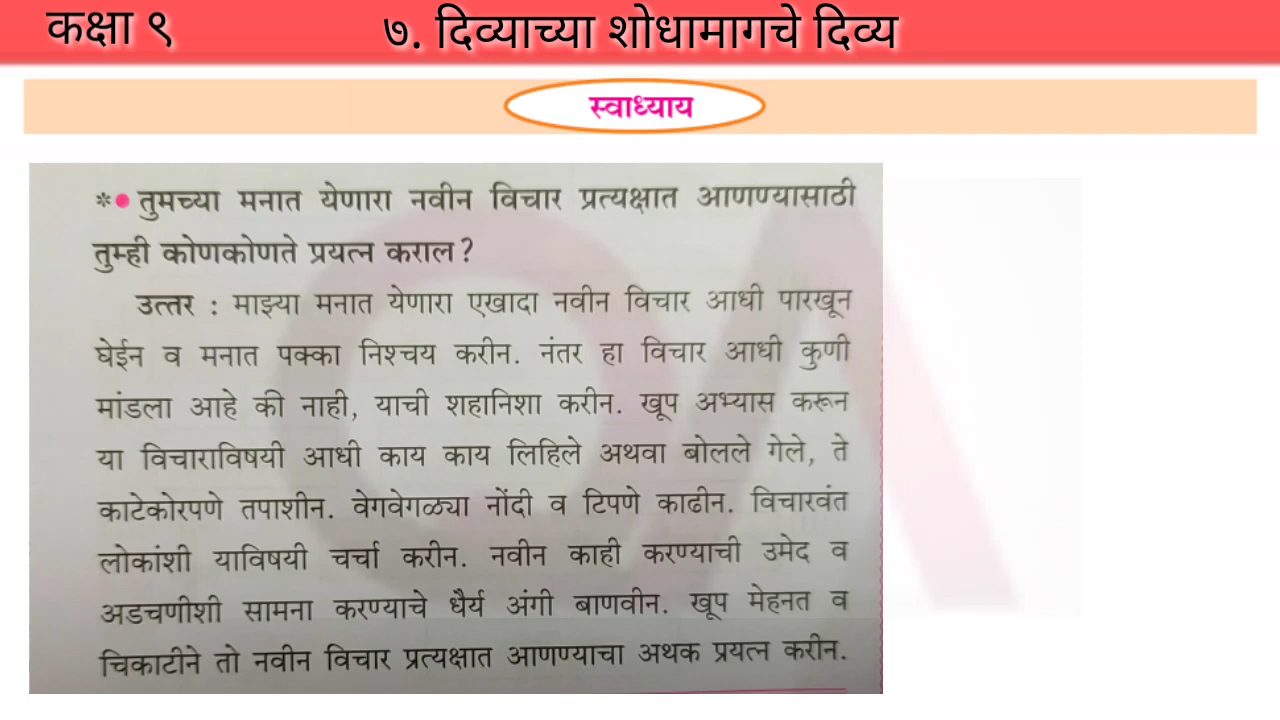 कक्षा ९
७. दिव्याच्या शोधामागचे दिव्य
स्वाध्याय
*● तुमच्या मनात येणारा नवीन विचार प्रत्यक्षात आणण्यासाठी
तुम्ही कोणकोणते प्रयत्न कराल?
उत्तर : माझ्या मनात येणारा एखादा नवीन विचार आधी पारखून
घेईन व मनात पक्का निश्चय करीन. नंतर हा विचार आधी कुणी
मांडला आहे की नाही, याची शहानिशा करीन. खूप अभ्यास करून
या विचाराविषयी आधी काय काय लिहिले अथवा बोलले गेले, ते
काटेकोरपणे तपाशीन. वेगवेगळ्या नोंदी व टिपणे काढीन. विचारवंत
लोकांशी याविषयी चर्चा करीन. नवीन काही करण्याची उमेद व
अडचणीशी सामना करण्याचे धैर्य अंगी बाणवीन. खूप मेहनत व
चिकाटीने तो नवीन विचार प्रत्यक्षात आणण्याचा अथक प्रयत्न करीन.